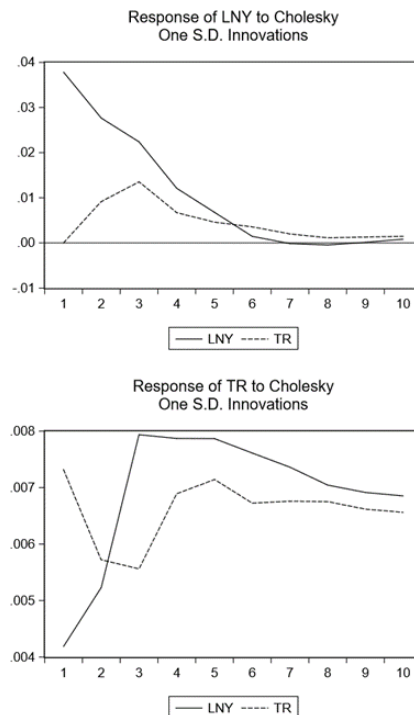 Response of LNY to Cholesky
One S.D. Innovations
.04
.03
.02
.01
.00
-.01
1 2 3 4 5 6 7 8 9 10
LNY TR
Response of TR to Cholesky
One S.D. Innovations
.008
.007
.006
.005
.004
1 2 3 4 5 6 7 8 9 10
LNY TR